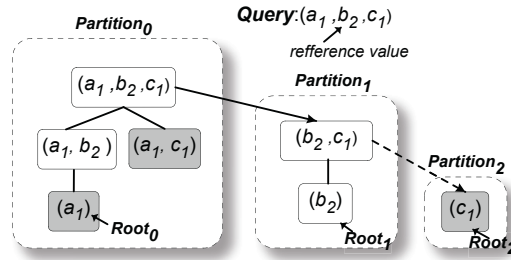 Partition0
Query:(a1 ,b2 ,c1)
refference value
Partition1
(a1 ,b2 ,c1)
(b2 ,c1)
(a1, b2 )
(a1, c1)
Partition2
(a1)
(b2)
(c1)
Root0
Root1
Root2